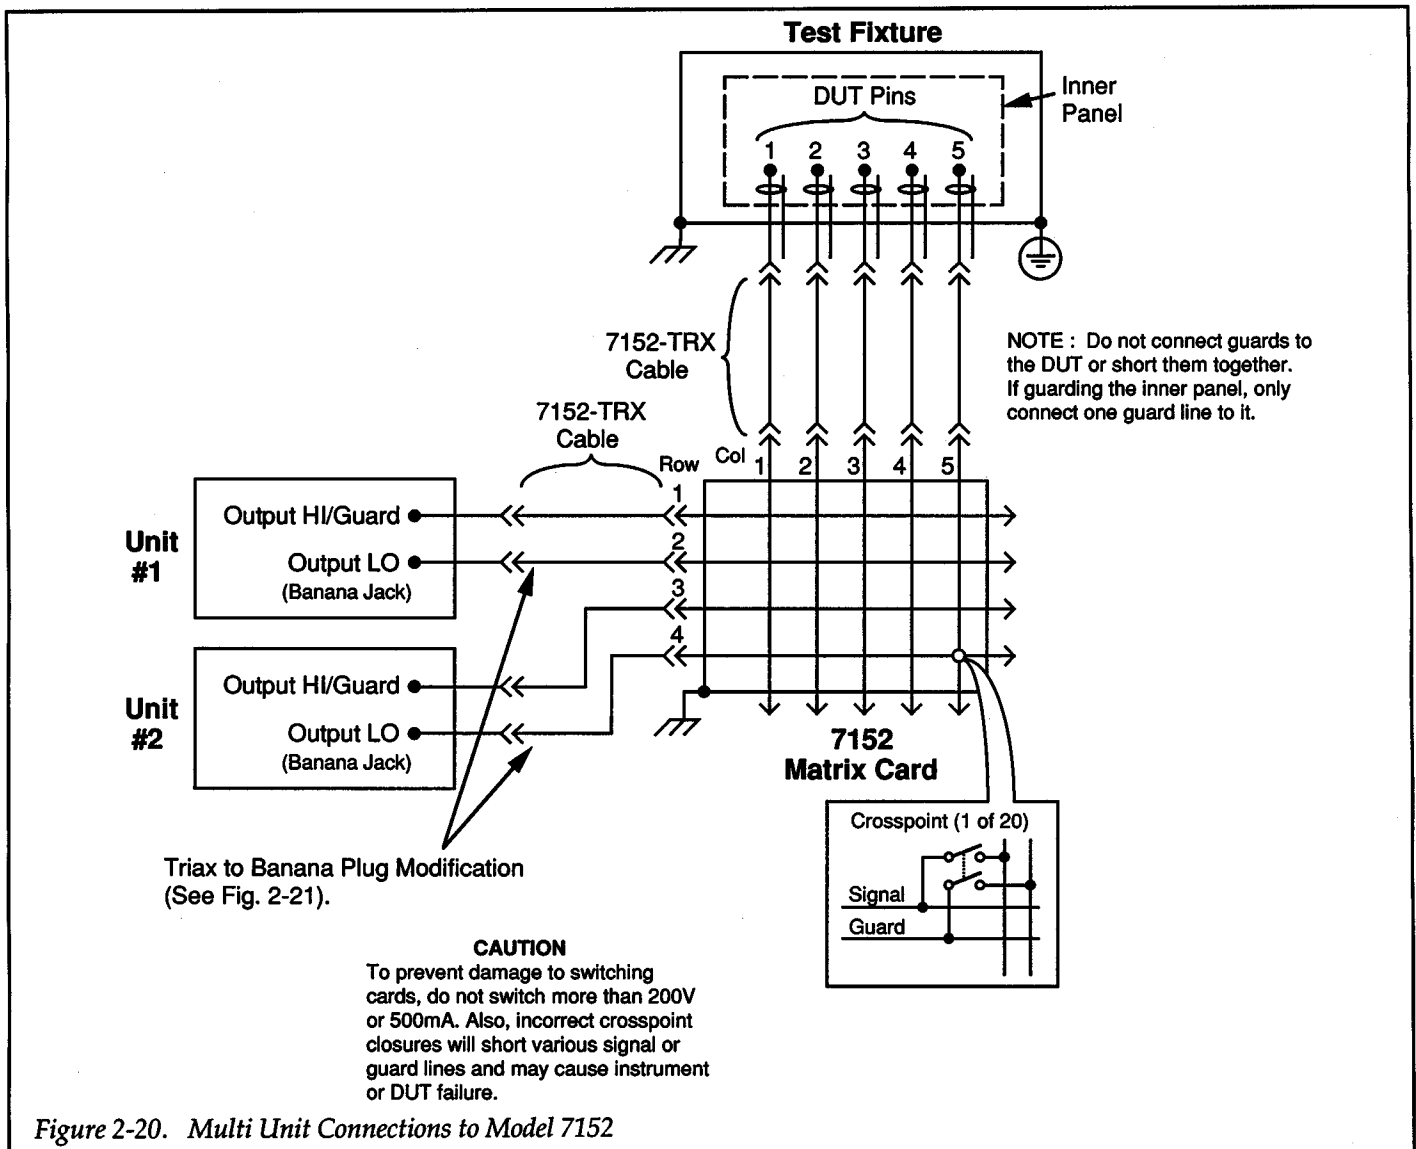 Test Fixture
DUT Pins
Inner
Panel
1 2 3 4 5
7152-TRX
Cable
NOTE : Do not connect guards to
the DUT or short them together.
If guarding the inner panel, only
connect one guard line to it.
7152-TRX
Cable
Row
Col 1 2 3 4 5
1
Output HI/Guard
Unit
#1
2
Output LO
(Banana Jack)
3
4
Output HI/Guard
Unit
#2
Output LO
(Banana Jack)
7152
Matrix Card
Crosspoint (1 of 20)
Signal
Guard
Triax to Banana Plug Modification
(See Fig. 2-21).
CAUTION
To prevent damage to switching
cards, do not switch more than 200V
or 500mA. Also, incorrect crosspoint
closures will short various signal or
guard lines and may cause instrument
or DUT failure.
Figure 2-20. Multi Unit Connections to Model 7152